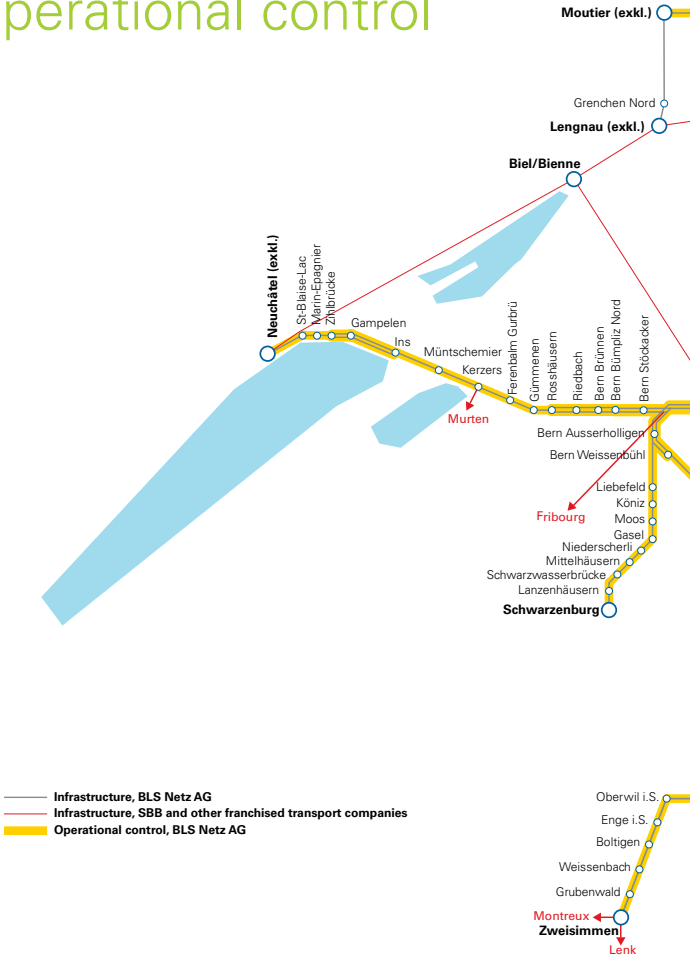 perational control
Moutier (exkl.)
Grenchen Nord
Lengnau (exkl.)
Biel/Bienne
Neuchâtel (exkl.)
St-Blaise-Lac
Marin-Epagnier
Zihlbrücke
Gampelen
Ins
Müntschemier
Kerzers
Murten
Ferenbalm Gurbrü
Gümmenen
Rosshäusern
Riedbach
Bern Brünnen
Bern Bümpliz Nord
Bern Stöckacker
Bern Ausserholligen
Bern Weissenbühl
Liebefeld
Fribourg
Köniz
Moos
Gasel
Niederscherli
Mittelhäusern
Schwarzwasserbrücke
Lanzenhäusern
Schwarzenburg
Infrastructure, BLS Netz AG
Infrastructure, SBB and other franchised transport companies
Operational control, BLS Netz AG
Oberwil i.S.
Enge i.S.
Boltigen
Weissenbach
Grubenwald
Montreux
Zweisimmen
Lenk